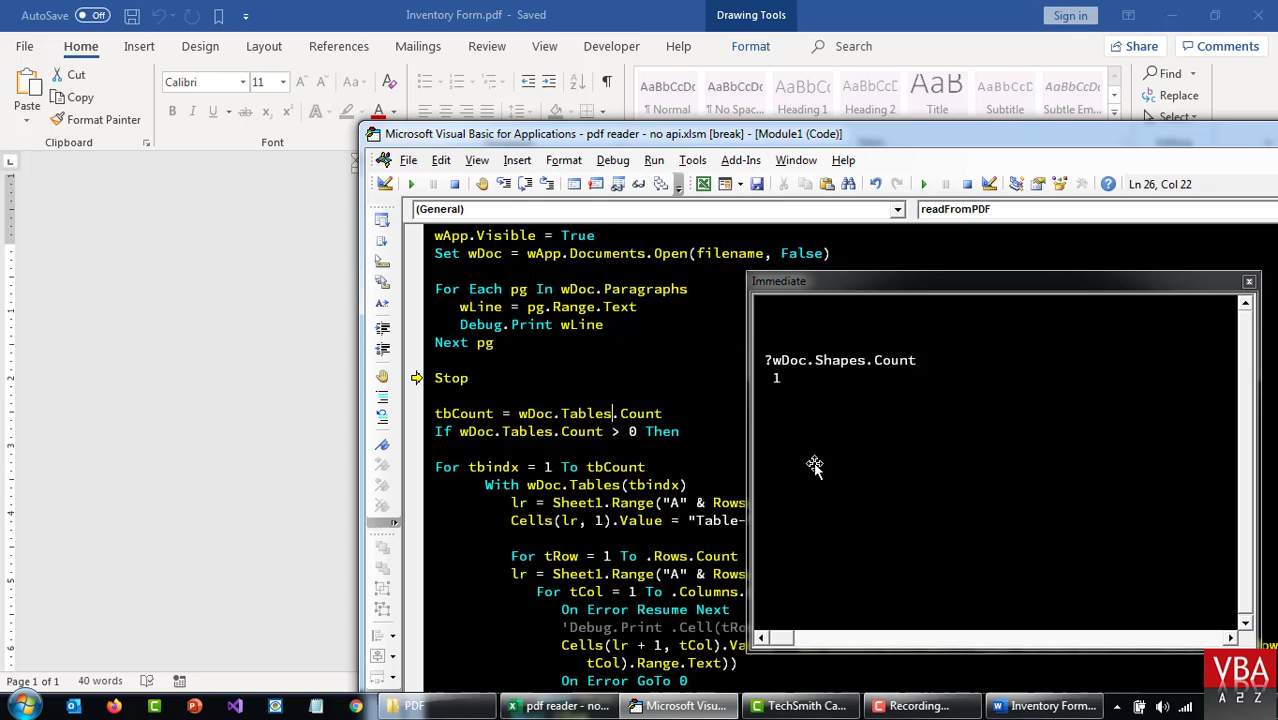 AutoSave Off Inventory Form.pdf - Saved Drawing Tools Sign in
File Home Insert Design Layout References Mailings Review View Developer Help Format Search Share Comments
Paste Cut Copy Format Painter
Calibri 11
AaBbCcDc AaBbCcDc AaBbCc AaBbCcC AaB AaBbCcC AaBbCcDc
¶ Normal ¶ No Spac... Heading 1 Heading 2 Title Subtitle Subtle Em...
Find Replace Select
Clipboard Font
Microsoft Visual Basic for Applications - pdf reader - no api.xlsm [break] - [Module1 (Code)]
File Edit View Insert Format Debug Run Tools Add-Ins Window Help
Ln 26, Col 22
(General) readFromPDF
wApp.Visible = True
Set wDoc = wApp.Documents.Open(filename, False)
For Each pg In wDoc.Paragraphs
wLine = pg.Range.Text
Debug.Print wLine
Next pg
Stop
tbCount = wDoc.Tables.Count
If wDoc.Tables.Count > 0 Then
For tbindx = 1 To tbCount
With wDoc.Tables(tbindx)
lr = Sheet1.Range("A" & Rows
Cells(lr, 1).Value = "Table-
For tRow = 1 To .Rows.Count
lr = Sheet1.Range("A" & Rows
For tCol = 1 To .Columns.
On Error Resume Next
'Debug.Print .Cell(tRo
Cells(lr + 1, tCol).Va
tCol).Range.Text))
On Error GoTo 0
Immediate
?wDoc.Shapes.Count
1
Page 1 of 1 40 words
PDF pdf reader - no... Microsoft Visu... TechSmith Ca... Recording... Inventory Form...
VBA
A2Z